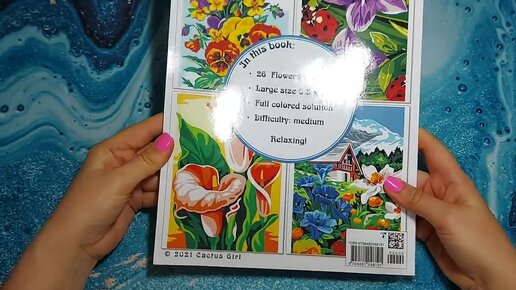 In this book:
• 26 Flowers
• Large size
• Full colored solution
• Difficulty: medium
Relaxing!
© 2021 Cactus Girl